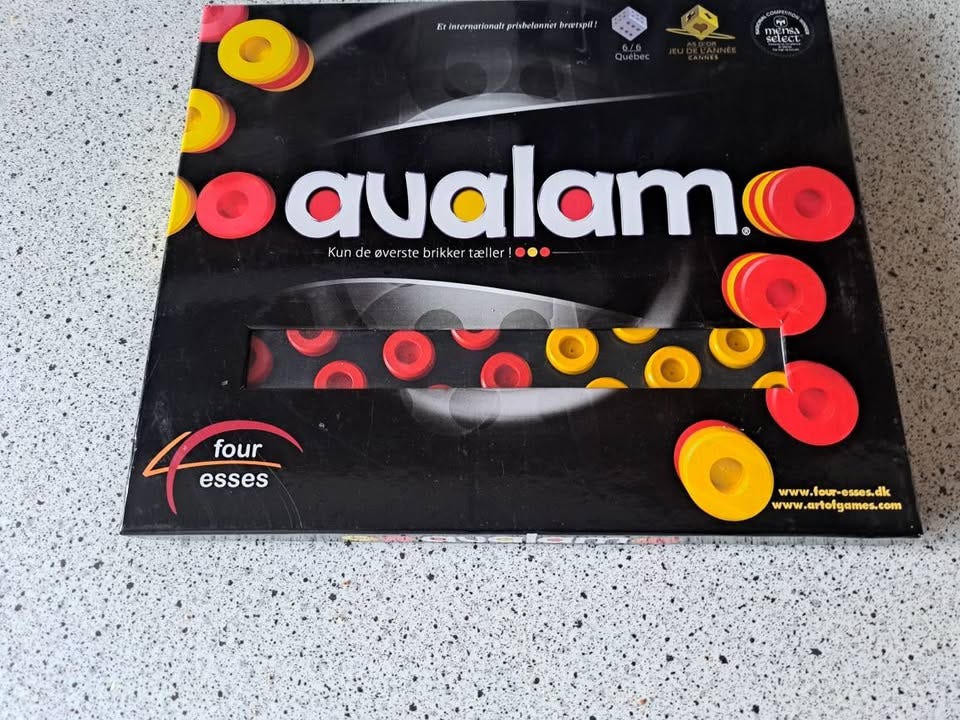 Et internationalt prisbelønnet brætspil !
6 / 6
Québec
AS D'OR
JEU DE L'ANNÉE
CANNES
mensa
select
avalam®
Kun de øverste brikker tæller !
four
esses
www.four-esses.dk
www.artofgames.com
avalam